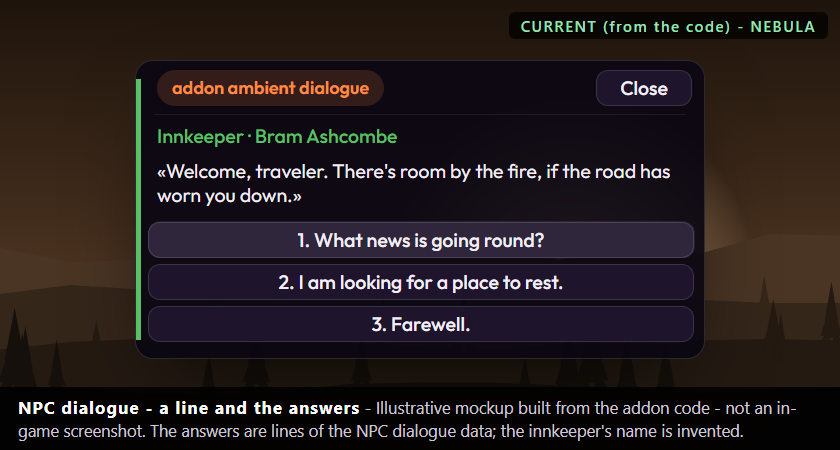 CURRENT (from the code) - NEBULA
addon ambient dialogue
Close
Innkeeper · Bram Ashcombe
«Welcome, traveler. There's room by the fire, if the road has
worn you down.»
1. What news is going round?
2. I am looking for a place to rest.
3. Farewell.
NPC dialogue - a line and the answers - Illustrative mockup built from the addon code - not an in-
game screenshot. The answers are lines of the NPC dialogue data; the innkeeper's name is invented.